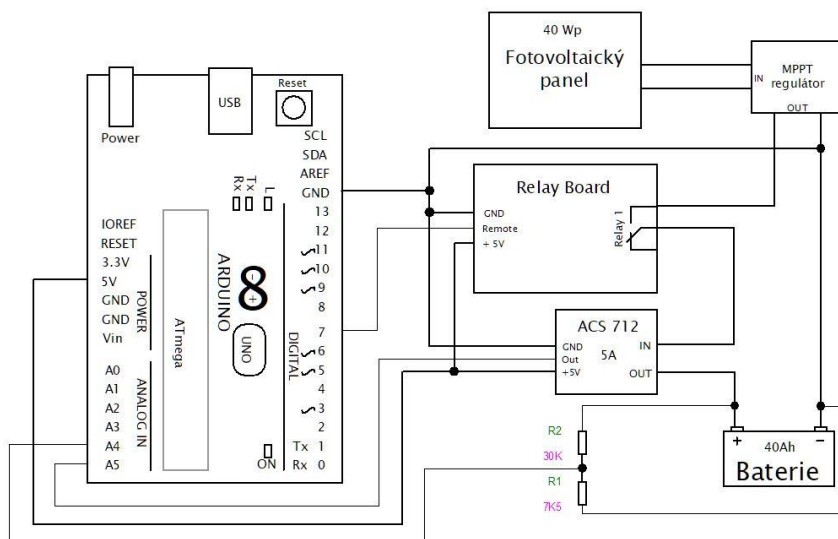 40 Wp
Fotovoltaický
panel
IN
MPPT
regulátor
OUT
Power
USB
Reset
SCL
SDA
AREF
GND
13
12
11
10
9
8
7
6
5
4
3
2
Tx 1
Rx 0
Rx
Tx
L
IOREF
RESET
3.3V
5V
GND
GND
Vin
POWER
A0
A1
A2
A3
A4
A5
ANALOG IN
ATmega
ARDUINO
- +
UNO
DIGITAL
ON
Relay Board
GND
Remote
+ 5V
Relay 1
ACS 712
5A
GND
Out
+5V
IN
OUT
R2
30K
R1
7K5
+ −
40Ah
Baterie